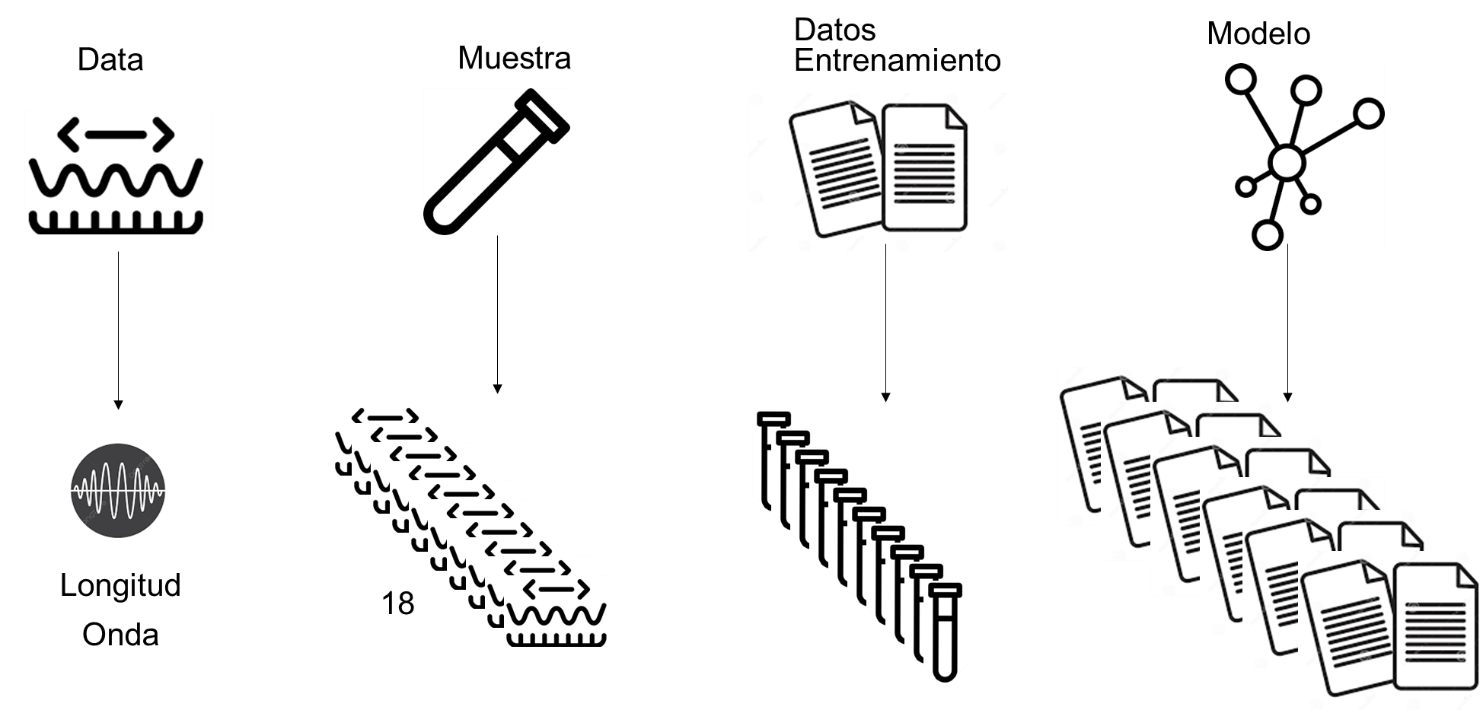 Data
Muestra
Datos
Entrenamiento
Modelo
Longitud
Onda
18